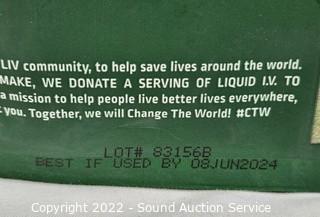 LIV community, to help save lives around the world.
MAKE, WE DONATE A SERVING OF LIQUID I.V. TO
a mission to help people live better lives everywhere,
you. Together, we will Change The World! #CTW
LOT# 83156B
BEST IF USED BY 08JUN2024
Copyright 2022 - Sound Auction Service